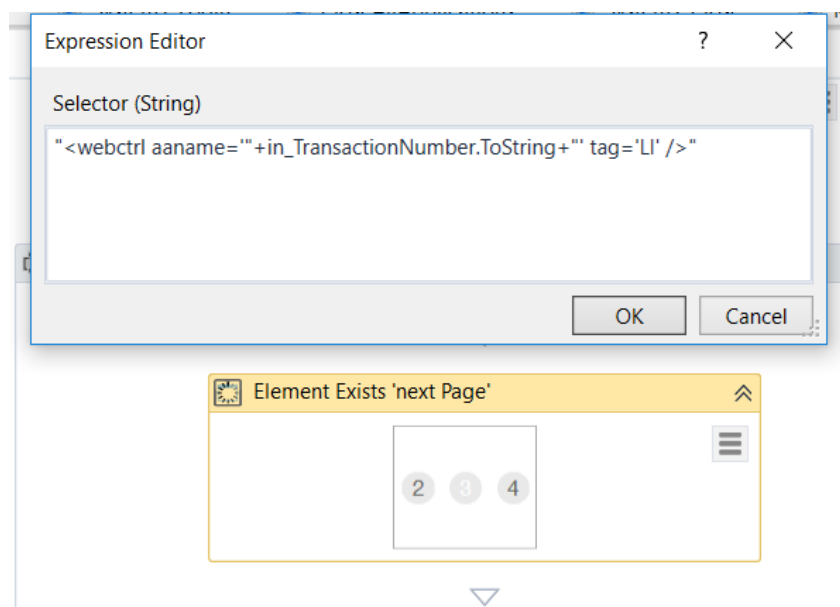 Expression Editor ?
Selector (String)
"<webctrl aaname='"+in_TransactionNumber.ToString+"' tag='LI' />"
OK Cancel
Element Exists 'next Page'
2 3 4